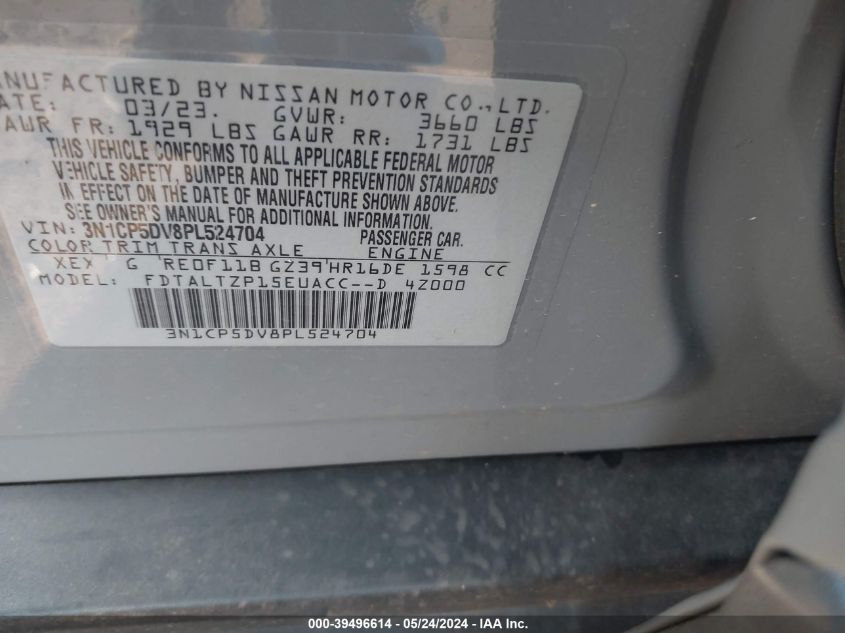 ANUFACTURED BY NISSAN MOTOR CO., LTD.
ATE: 03/23. GVWR: 3660 LBS
AWR FR: 1929 LBS GAWR RR: 1731 LBS
THIS VEHICLE CONFORMS TO ALL APPLICABLE FEDERAL MOTOR
VEHICLE SAFETY, BUMPER AND THEFT PREVENTION STANDARDS
IN EFFECT ON THE DATE OF MANUFACTURE SHOWN ABOVE.
SEE OWNER'S MANUAL FOR ADDITIONAL INFORMATION.
VIN: 3N1CP5DV8PL524704 PASSENGER CAR.
COLOR TRIM TRANS AXLE ENGINE
XEX G RE0F11B GZ39 HR16DE 1598 CC
MODEL: FDTALTZP15EUACC--D 4Z000
3N1CP5DV8PL524704
000-39496614 - 05/24/2024 - IAA Inc.